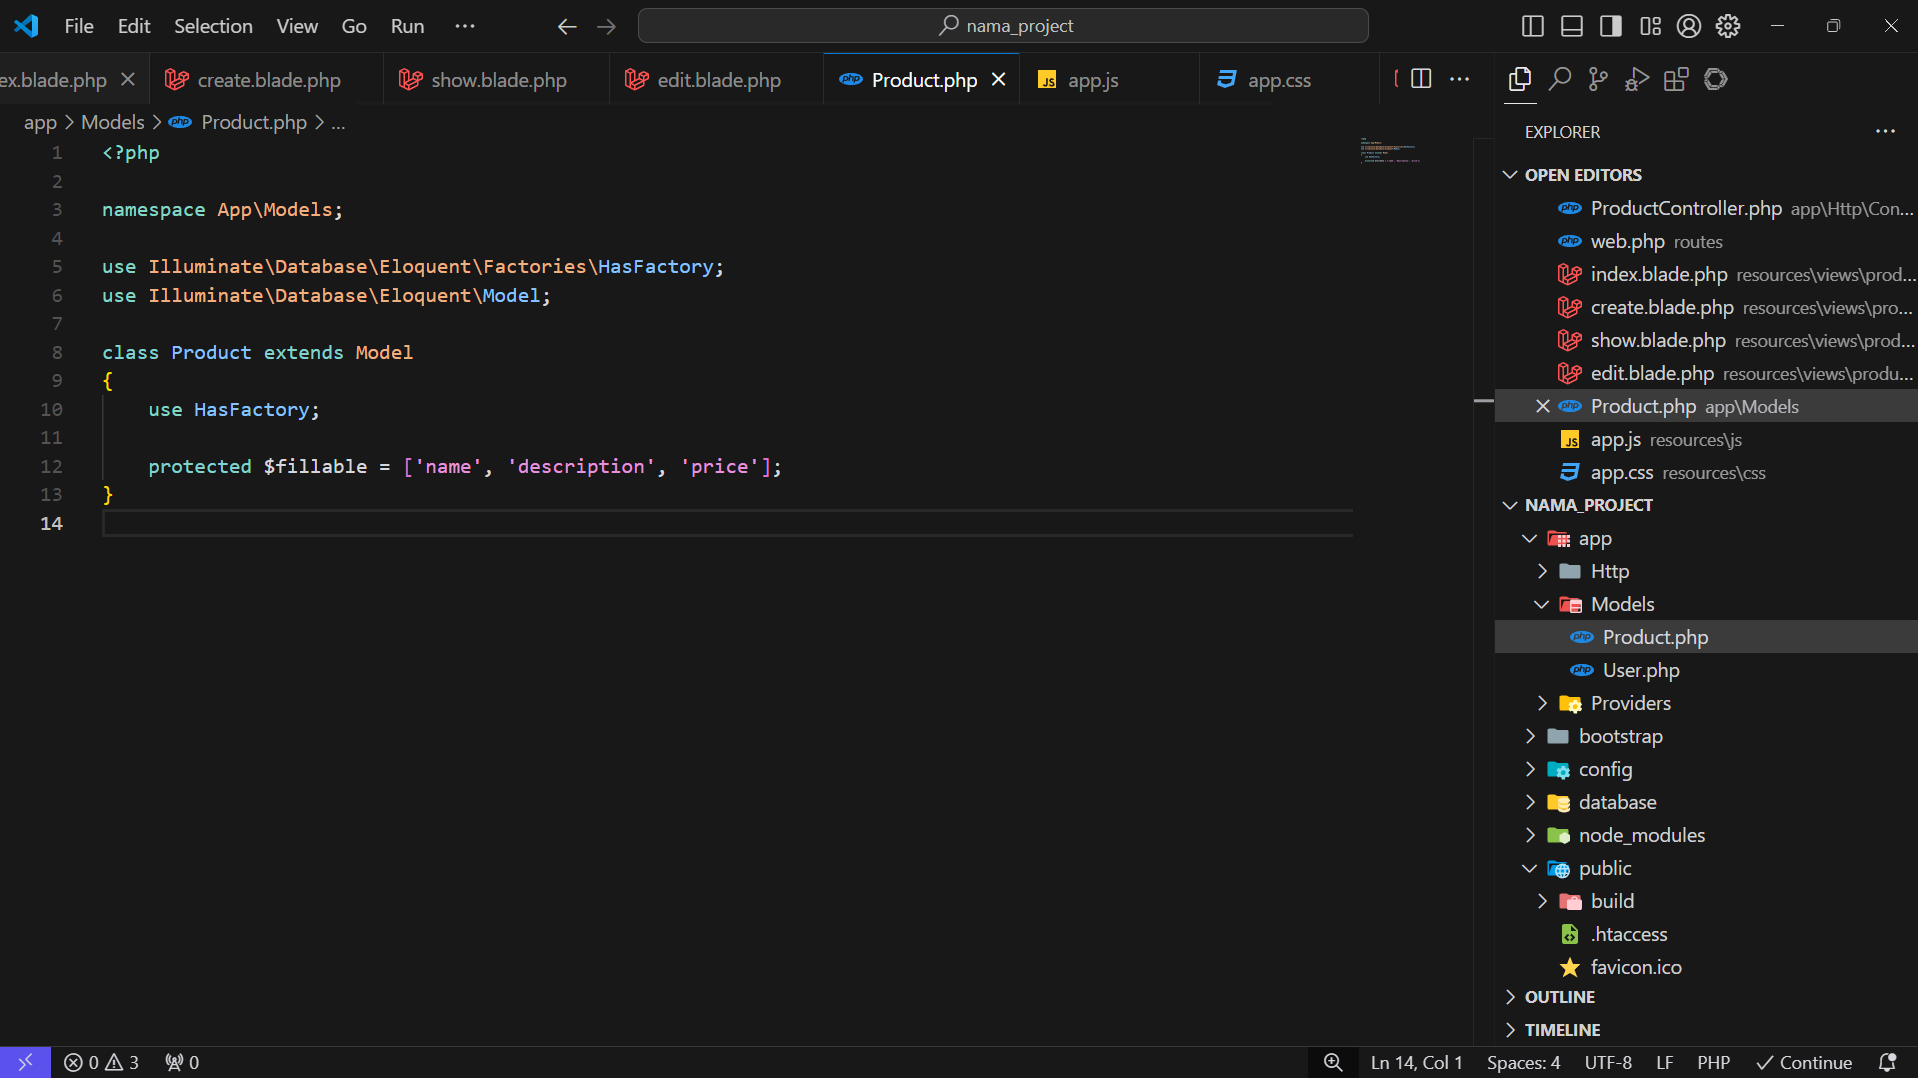 File Edit Selection View Go Run
nama_project
ex.blade.php
create.blade.php
show.blade.php
edit.blade.php
Product.php
app.js
app.css
app > Models > Product.php > ...
1 <?php
2
3 namespace App\Models;
4
5 use Illuminate\Database\Eloquent\Factories\HasFactory;
6 use Illuminate\Database\Eloquent\Model;
7
8 class Product extends Model
9 {
10 use HasFactory;
11
12 protected $fillable = ['name', 'description', 'price'];
13 }
14
EXPLORER
OPEN EDITORS
ProductController.php app\Http\Con...
web.php routes
index.blade.php resources\views\prod...
create.blade.php resources\views\pro...
show.blade.php resources\views\prod...
edit.blade.php resources\views\produ...
Product.php app\Models
app.js resources\js
app.css resources\css
NAMA_PROJECT
app
Http
Models
Product.php
User.php
Providers
bootstrap
config
database
node_modules
public
build
.htaccess
favicon.ico
OUTLINE
TIMELINE
0 3 0
Ln 14, Col 1 Spaces: 4 UTF-8 LF PHP Continue